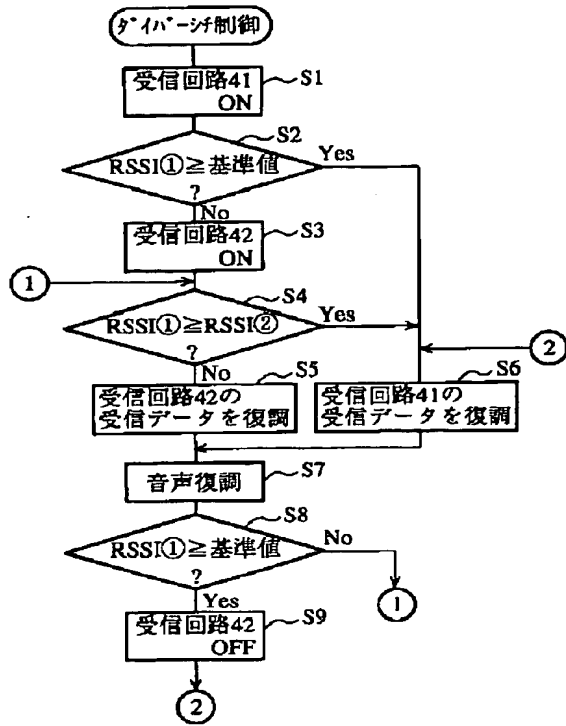 ダイバーシチ制御
受信回路41
ON
S1
S2
RSSI①≧基準値
?
Yes
No
受信回路42
ON
S3
①
S4
RSSI①≧RSSI②
?
Yes
②
No
S5
受信回路42の
受信データを復調
S6
受信回路41の
受信データを復調
音声復調
S7
S8
RSSI①≧基準値
?
No
①
Yes
受信回路42
OFF
S9
②